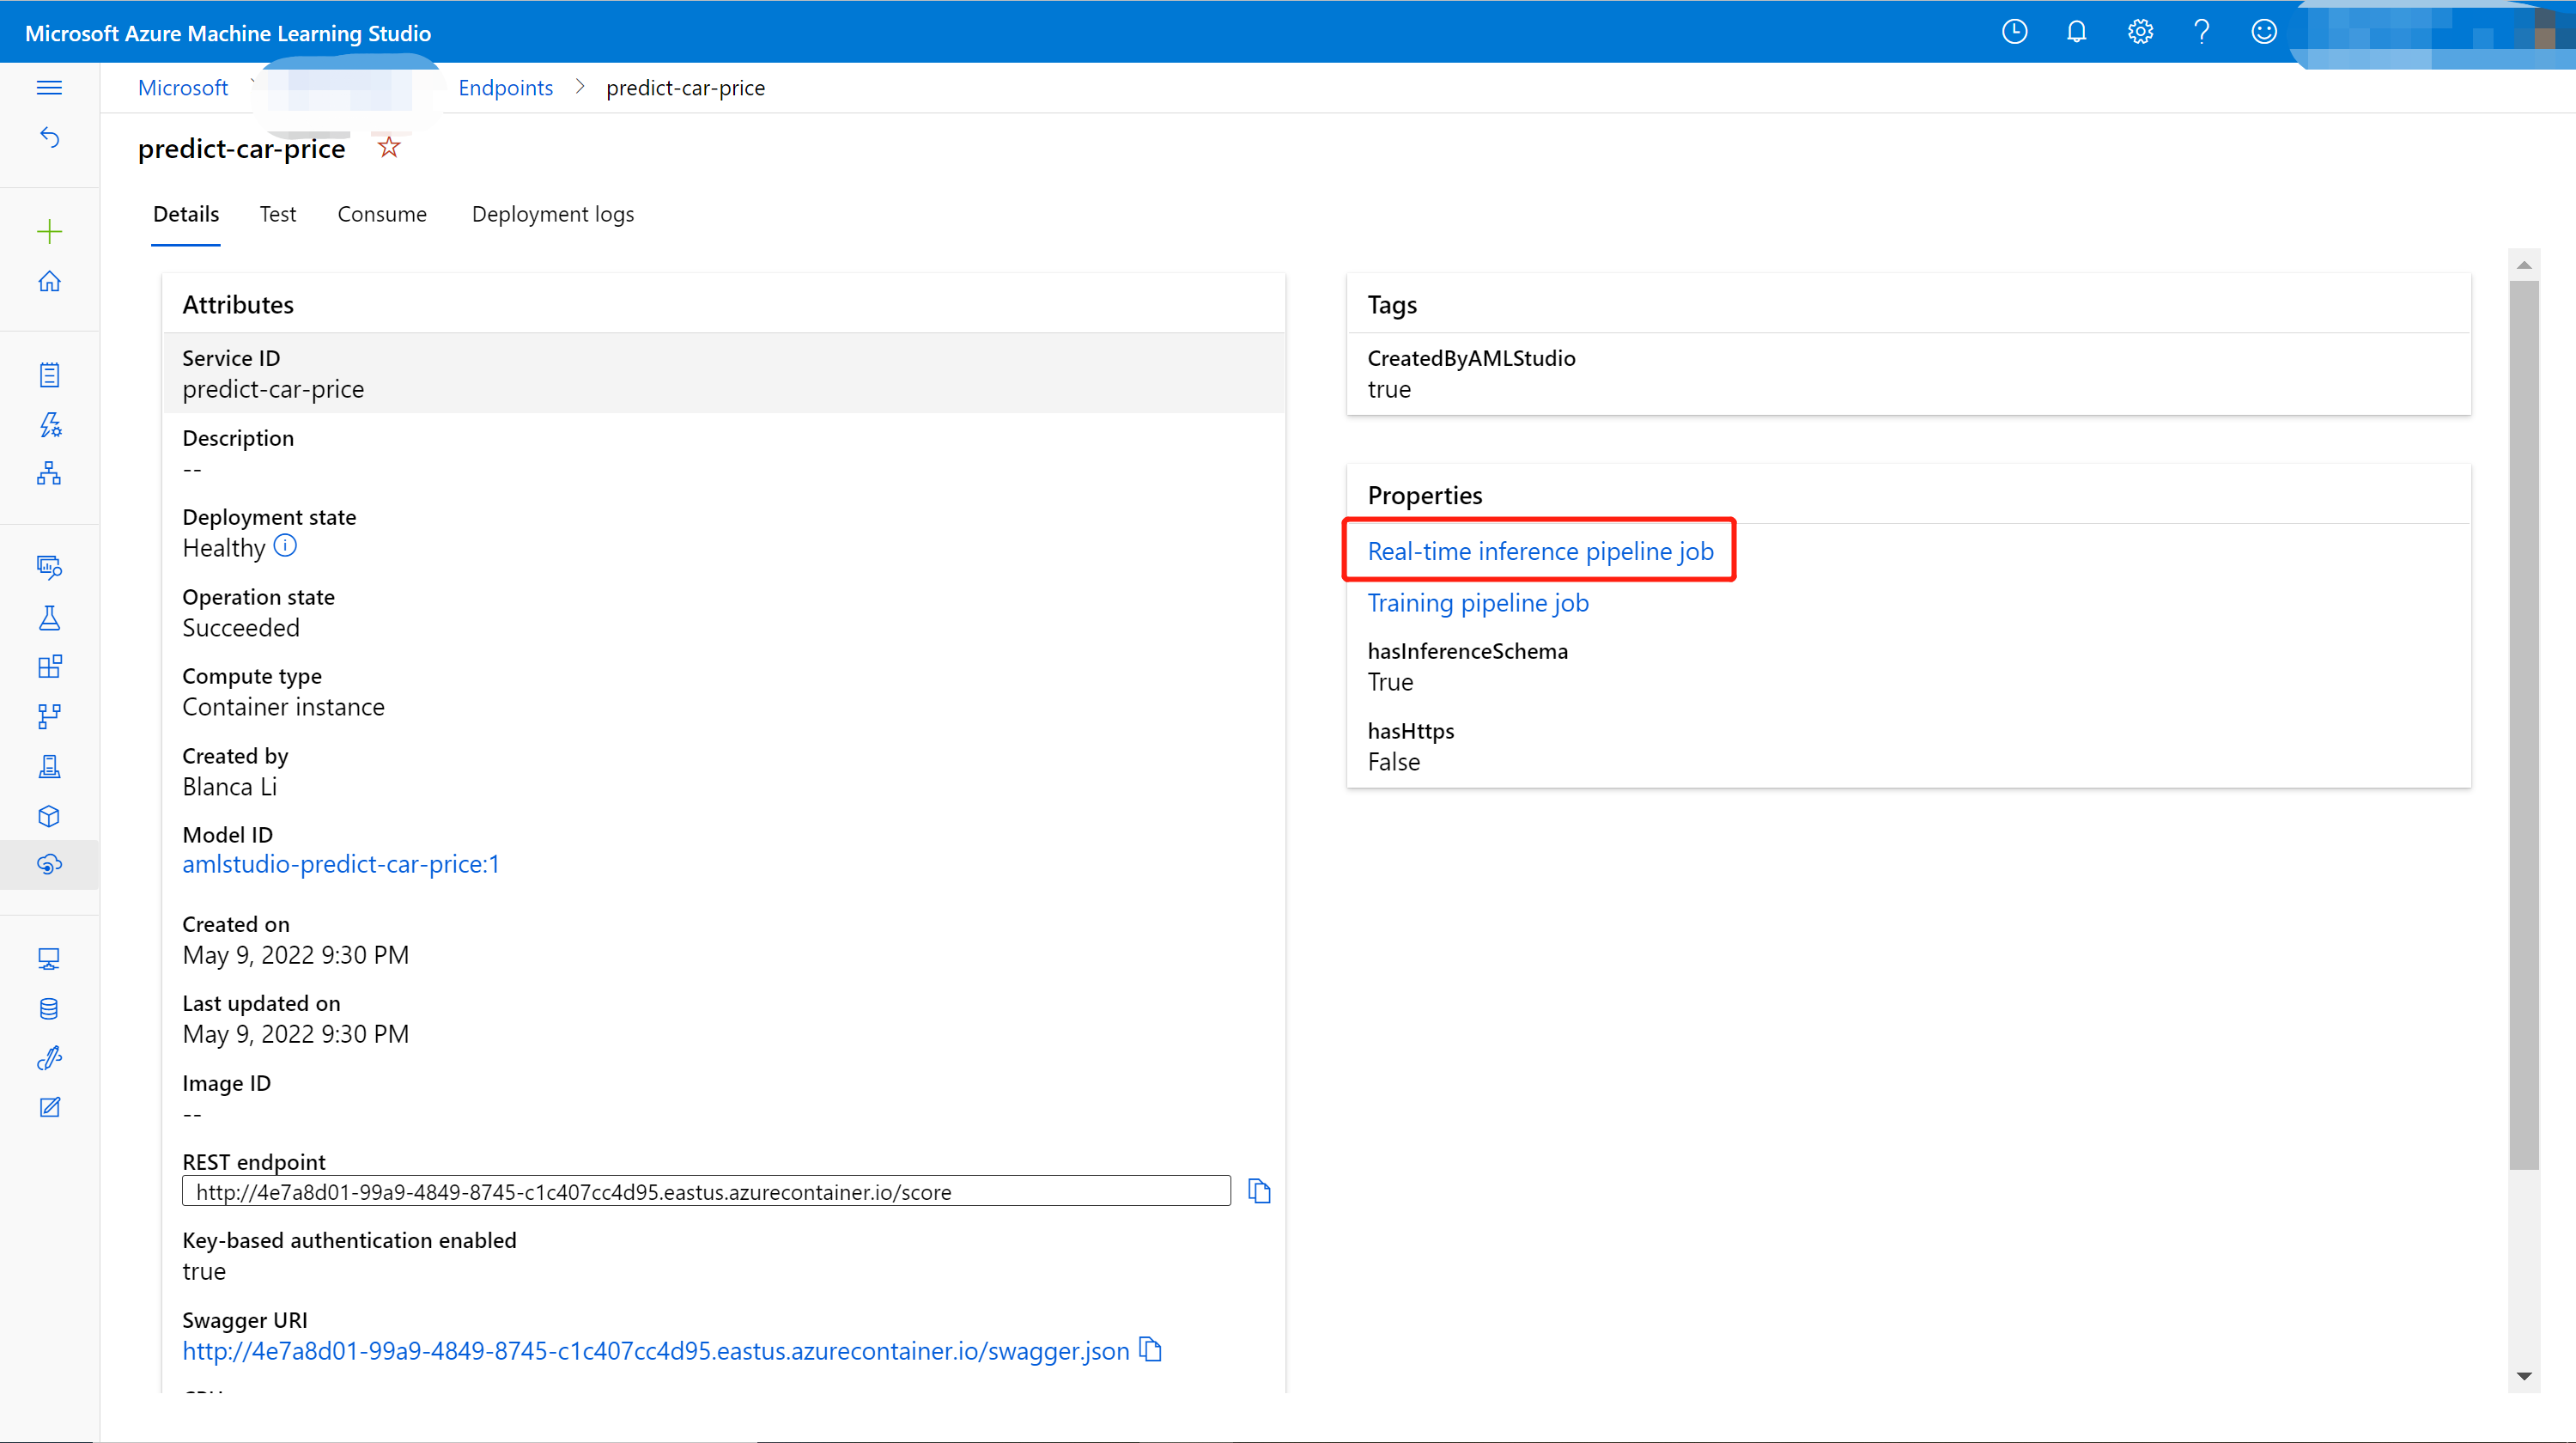 Microsoft Azure Machine Learning Studio
Microsoft
Endpoints > predict-car-price
predict-car-price
Details Test Consume Deployment logs
Attributes
Service ID
predict-car-price
Description
--
Deployment state
Healthy
Operation state
Succeeded
Compute type
Container instance
Created by
Blanca Li
Model ID
amlstudio-predict-car-price:1
Created on
May 9, 2022 9:30 PM
Last updated on
May 9, 2022 9:30 PM
Image ID
--
REST endpoint
http://4e7a8d01-99a9-4849-8745-c1c407cc4d95.eastus.azurecontainer.io/score
Key-based authentication enabled
true
Swagger URI
http://4e7a8d01-99a9-4849-8745-c1c407cc4d95.eastus.azurecontainer.io/swagger.json
Tags
CreatedByAMLStudio
true
Properties
Real-time inference pipeline job
Training pipeline job
hasInferenceSchema
True
hasHttps
False